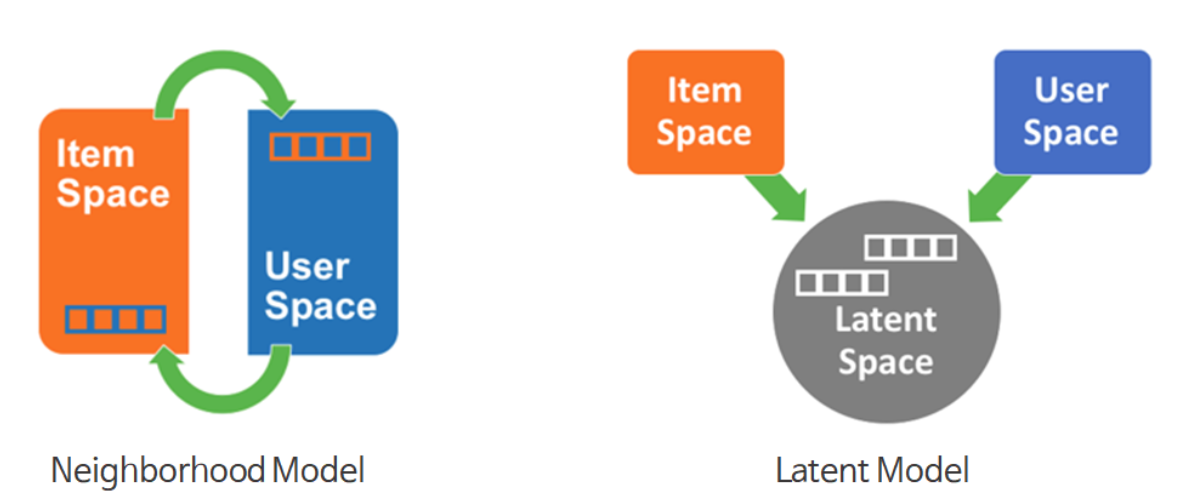 Item
Space
User
Space
Neighborhood Model
Item
Space
User
Space
Latent
Space
Latent Model